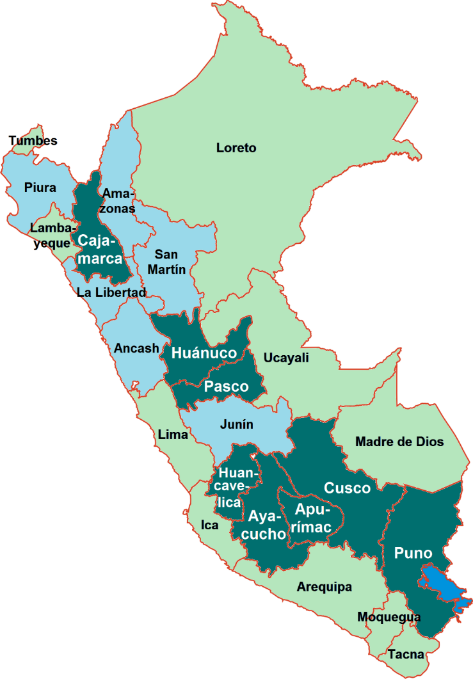 Tumbes
Loreto
Piura
Ama-
zonas
Lamba-
yeque
Caja-
marca
San
Martín
La Libertad
Ancash
Huánuco
Ucayali
Pasco
Lima
Junín
Madre de Dios
Huan-
cave-
lica
Cusco
Ica
Aya-
cucho
Apu-
rímac
Puno
Arequipa
Moquegua
Tacna